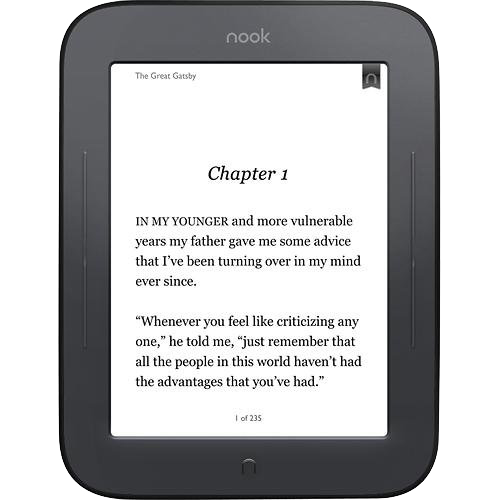 nook
The Great Gatsby
Chapter 1
IN MY YOUNGER and more vulnerable
years my father gave me some advice
that I’ve been turning over in my mind
ever since.
“Whenever you feel like criticizing any
one,” he told me, “just remember that
all the people in this world haven’t had
the advantages that you’ve had.”
1 of 235